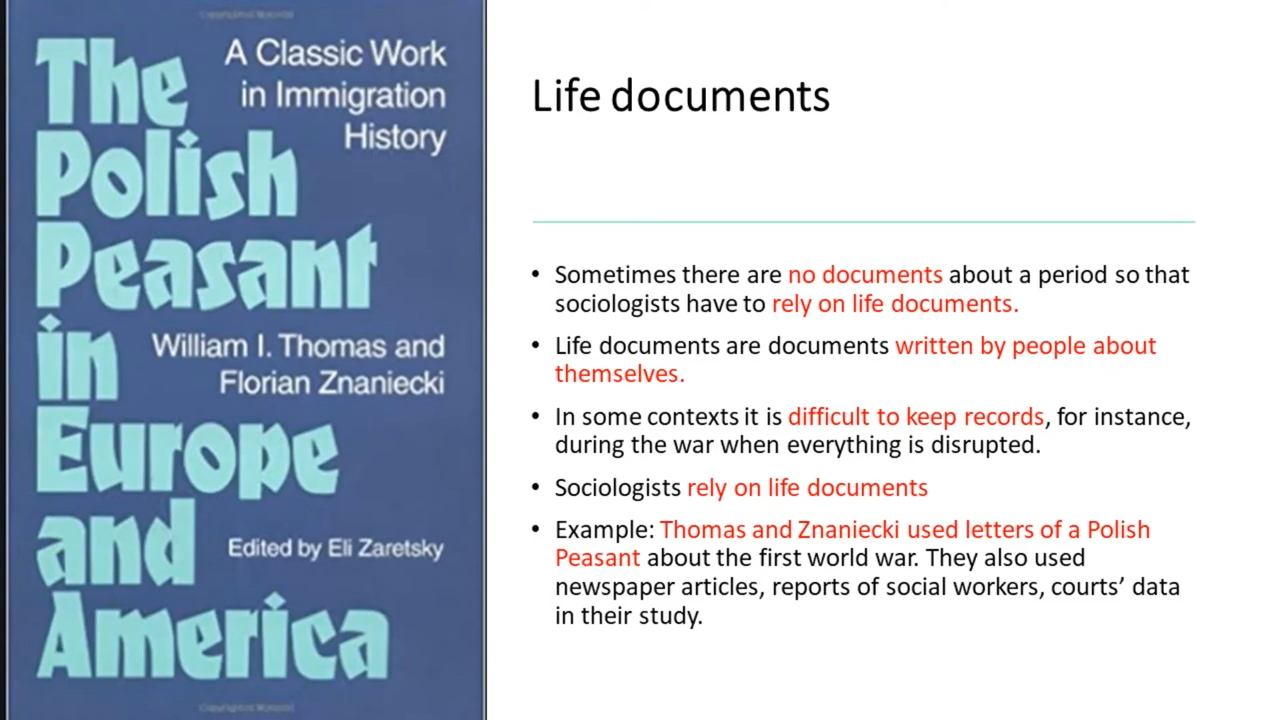 Copyrighted Material
The
Polish
Peasant
in
Europe
and
America
A Classic Work
in Immigration
History
William I. Thomas and
Florian Znaniecki
Edited by Eli Zaretsky
Copyrighted Material
Life documents
• Sometimes there are no documents about a period so that
sociologists have to rely on life documents.
• Life documents are documents written by people about
themselves.
• In some contexts it is difficult to keep records, for instance,
during the war when everything is disrupted.
• Sociologists rely on life documents
• Example: Thomas and Znaniecki used letters of a Polish
Peasant about the first world war. They also used
newspaper articles, reports of social workers, courts’ data
in their study.